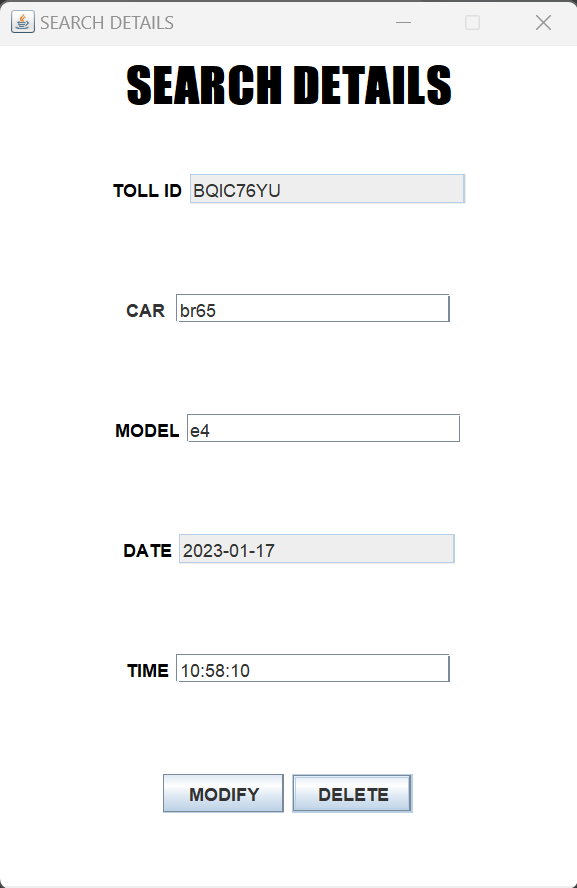 SEARCH DETAILS
SEARCH DETAILS
TOLL ID BQIC76YU
CAR br65
MODEL e4
DATE 2023-01-17
TIME 10:58:10
MODIFY DELETE